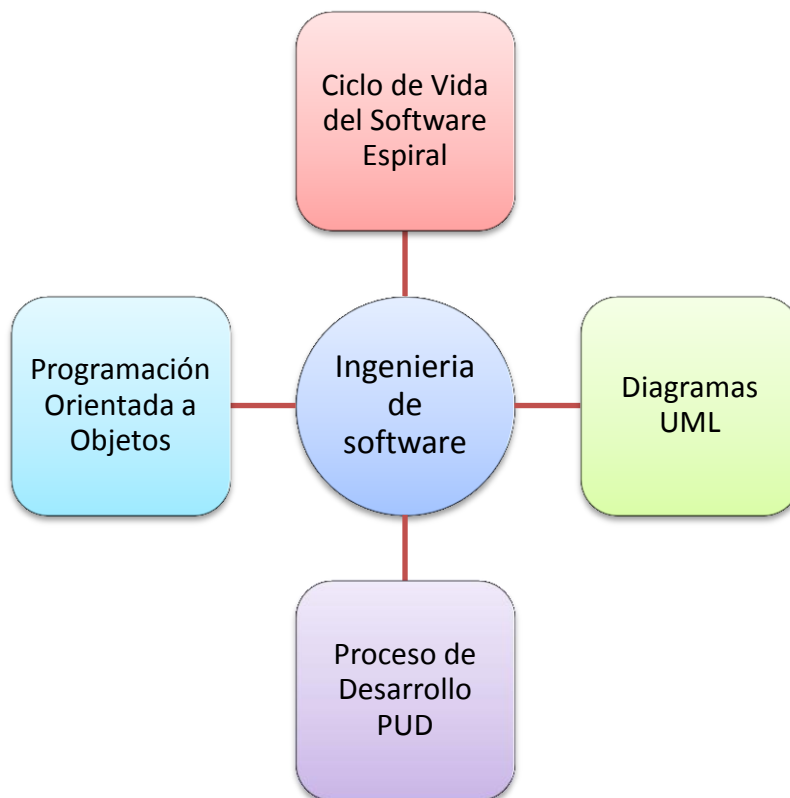 Ciclo de Vida
del Software
Espiral
Programación
Orientada a
Objetos
Ingenieria
de
software
Diagramas
UML
Proceso de
Desarrollo
PUD